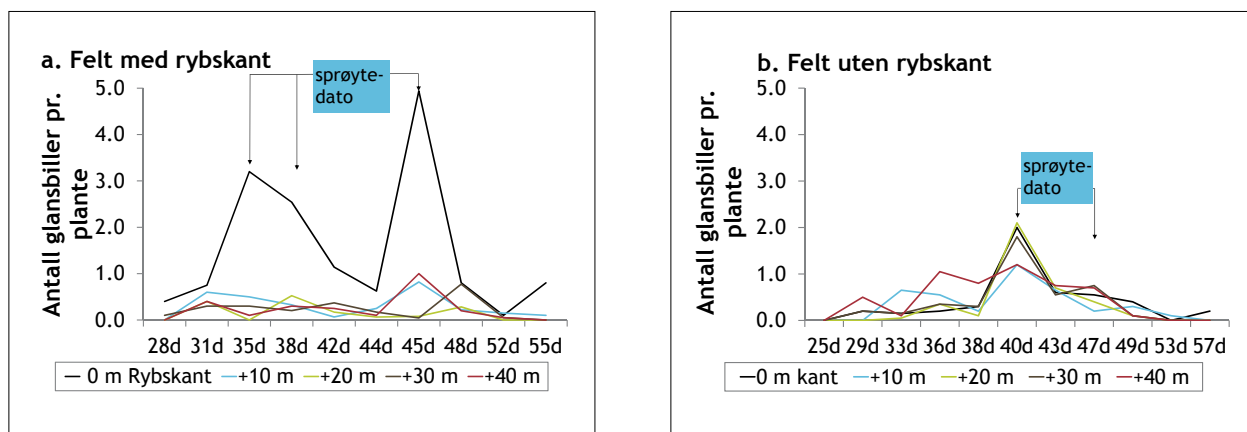 a. Felt med rybskant
sprøyte-
dato
Antall glansbiller pr.
plante
5.0
4.0
3.0
2.0
1.0
0.0
28d 31d 35d 38d 42d 44d 45d 48d 52d 55d
0 m Rybskant +10 m +20 m +30 m +40 m
b. Felt uten rybskant
sprøyte-
dato
Antall glansbiller pr.
plante
5.0
4.0
3.0
2.0
1.0
0.0
25d 29d 33d 36d 38d 40d 43d 47d 49d 53d 57d
0 m kant +10 m +20 m +30 m +40 m